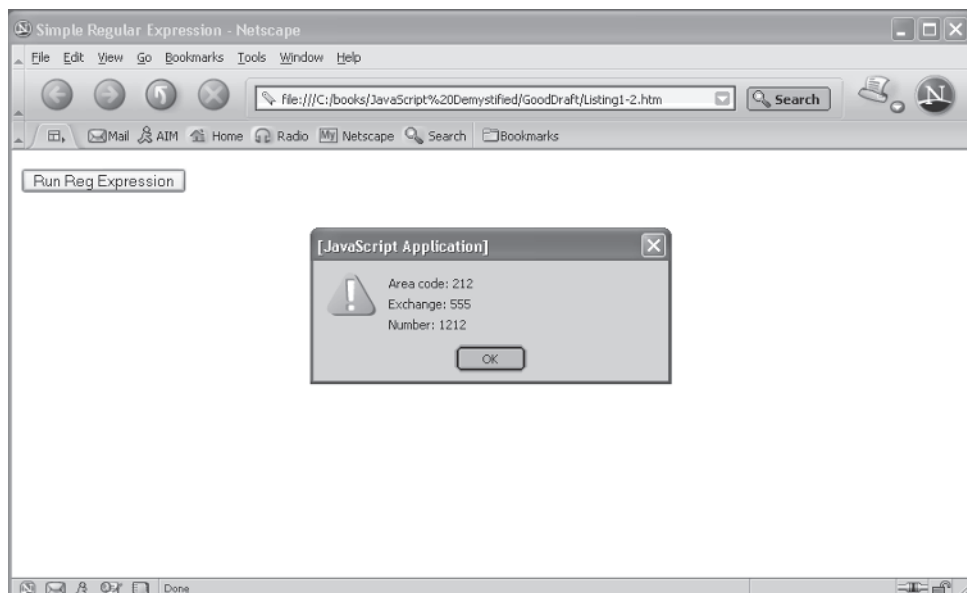 Simple Regular Expression - Netscape
File Edit View Go Bookmarks Tools Window Help
file:///C:/books/JavaScript%20Demystified/GoodDraft/Listing1-2.htm Search N
Mail AIM Home Radio My Netscape Search Bookmarks
Run Reg Expression
[JavaScript Application]
Area code: 212
Exchange: 555
Number: 1212
OK
Done